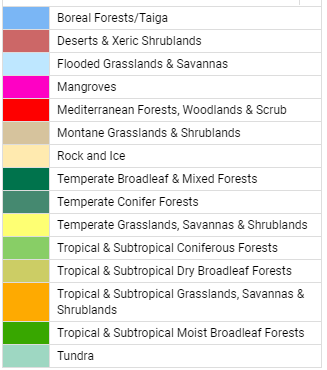 Boreal Forests/Taiga
Deserts & Xeric Shrublands
Flooded Grasslands & Savannas
Mangroves
Mediterranean Forests, Woodlands & Scrub
Montane Grasslands & Shrublands
Rock and Ice
Temperate Broadleaf & Mixed Forests
Temperate Conifer Forests
Temperate Grasslands, Savannas & Shrublands
Tropical & Subtropical Coniferous Forests
Tropical & Subtropical Dry Broadleaf Forests
Tropical & Subtropical Grasslands, Savannas &
Shrublands
Tropical & Subtropical Moist Broadleaf Forests
Tundra